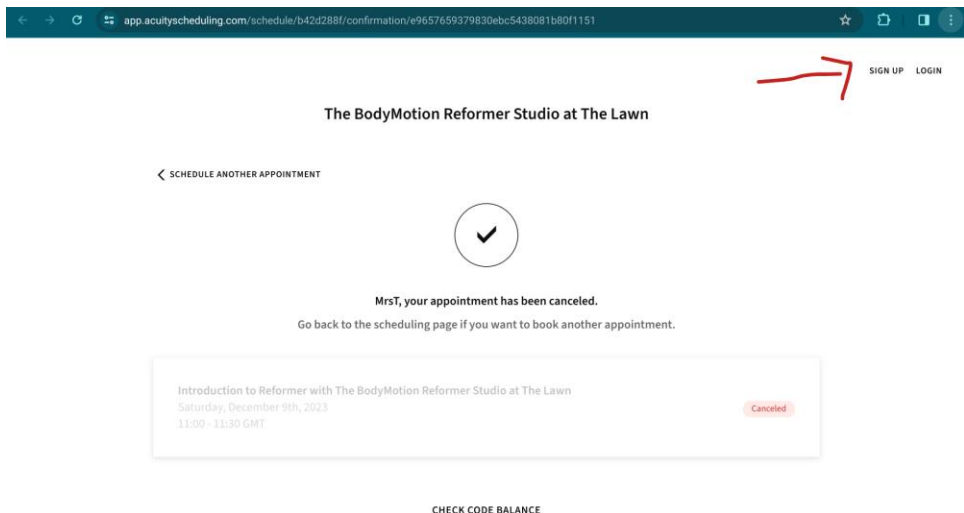 app.acuityscheduling.com/schedule/b42d288f/confirmation/e9657659379830ebc5438081b80f1151
SIGN UP LOGIN
The BodyMotion Reformer Studio at The Lawn
SCHEDULE ANOTHER APPOINTMENT
MrsT, your appointment has been canceled.
Go back to the scheduling page if you want to book another appointment.
Introduction to Reformer with The BodyMotion Reformer Studio at The Lawn
Saturday, December 9th, 2023
Canceled
11:00 - 11:30 GMT
CHECK CODE BALANCE